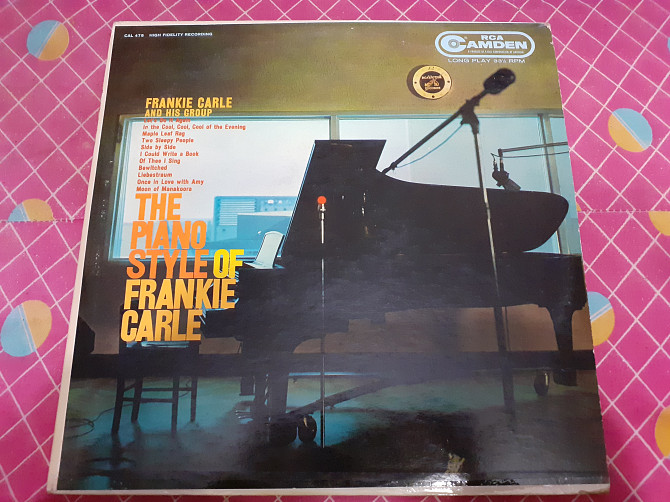 CAL 478 HIGH FIDELITY RECORDING
RCA
CAMDEN
LONG PLAY 33⅓ RPM
FRANKIE CARLE
AND HIS GROUP
In the Cool, Cool, Cool of the Evening
Maple Leaf Rag
Two Sleepy People
Side by Side
I Could Write a Book
Of Thee I Sing
Bewitched
Liebestraum
Once in Love with Amy
Moon of Manakoora
THE
PIANO
STYLE OF
FRANKIE
CARLE